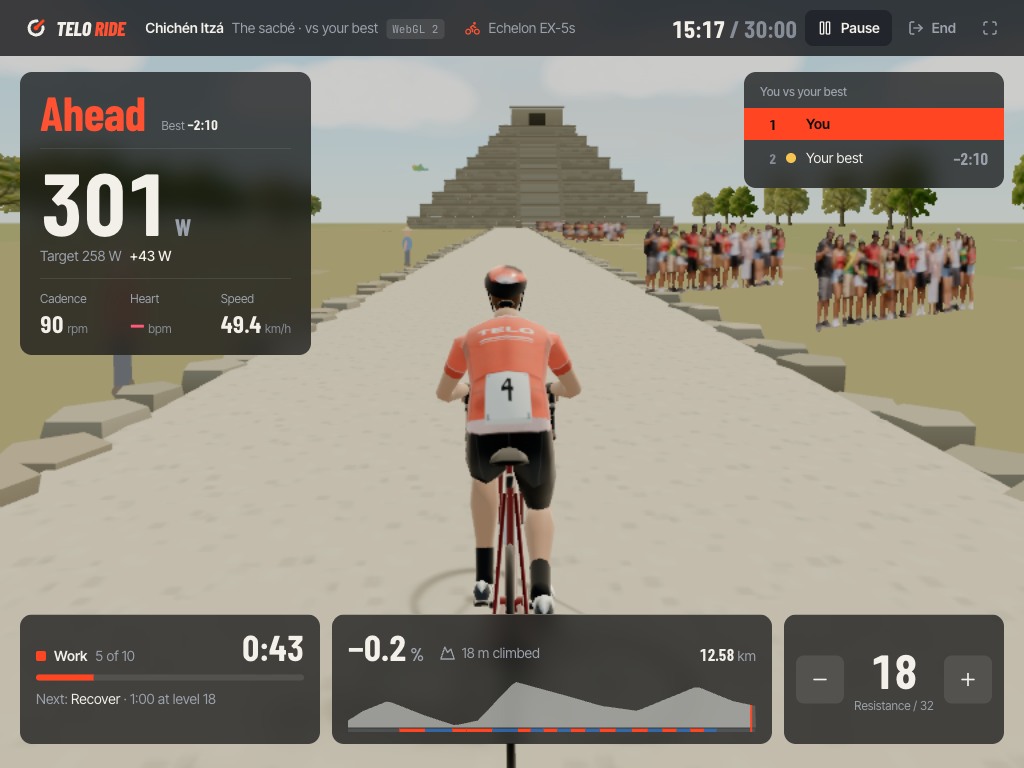 TELO RIDE Chichén Itzá The sacbé · vs your best WebGL 2 Echelon EX-5s 15:17 / 30:00 Pause End
Ahead Best −2:10
301 W
Target 258 W +43 W
Cadence Heart Speed
90 rpm — bpm 49.4 km/h
You vs your best
1 You
2 Your best −2:10
TELO
4
Work 5 of 10 0:43
Next: Recover · 1:00 at level 18
−0.2 % 18 m climbed 12.58 km
− 18 +
Resistance / 32